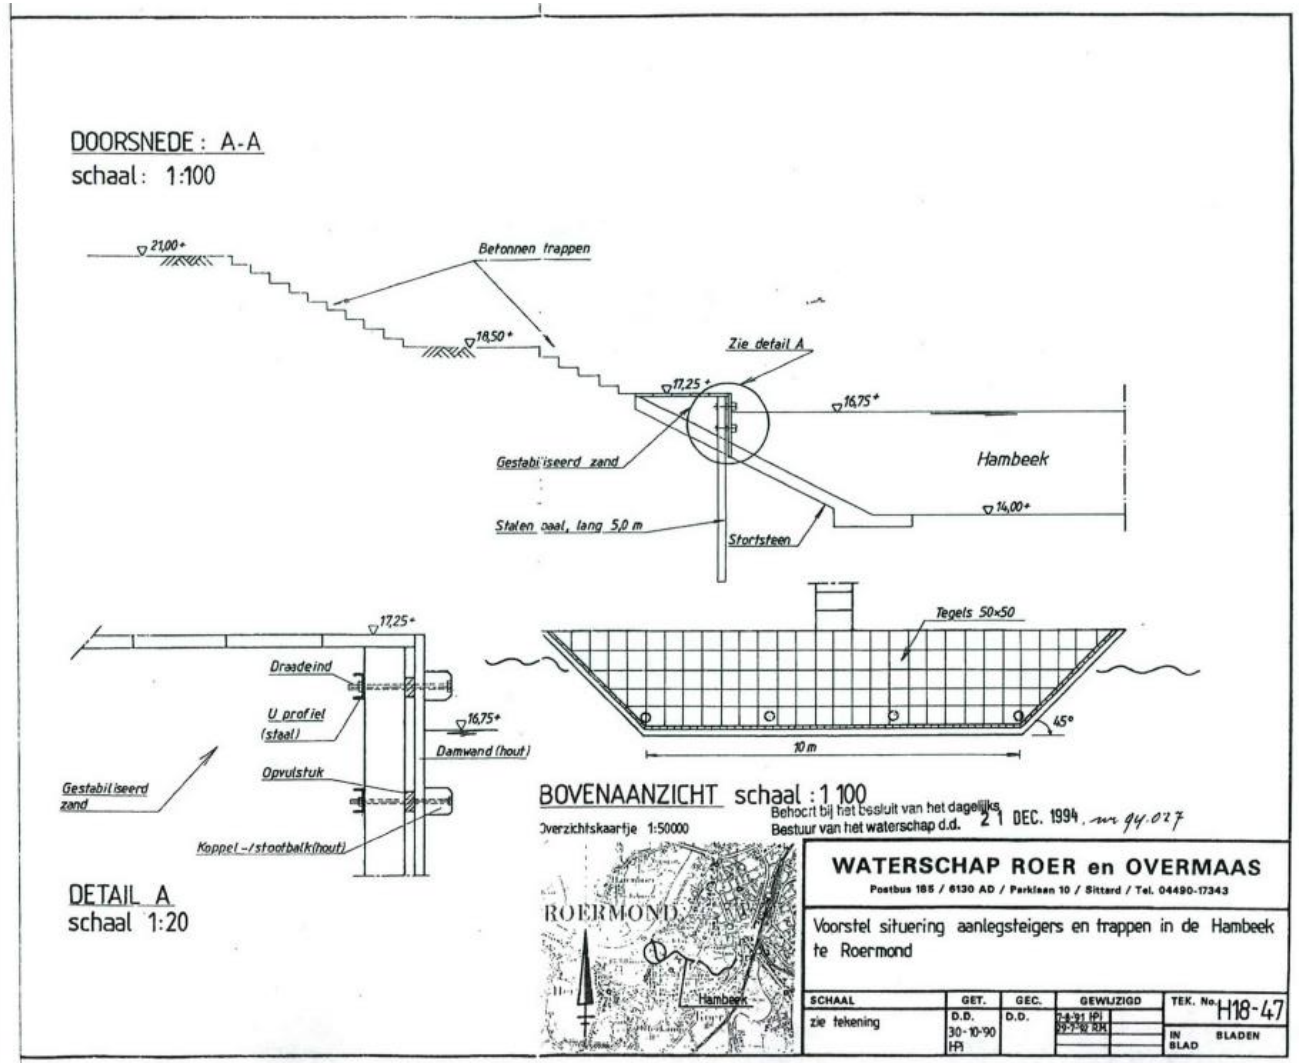 DOORSNEDE: A-A
schaal: 1:100
21,00+
Betonnen trappen
18,50+
Zie detail A
17,25+
16,75+
Gestabiliseerd zand
Hambeek
14,00+
Stalen paal, lang 5,0 m
Stortsteen
17,25+
Draadeind
U profiel
(staal)
16,75+
Damwand (hout)
Opvulstuk
Gestabiliseerd
zand
Koppel-/stootbalk(hout)
DETAIL A
schaal 1:20
Tegels 50x50
45°
10 m
BOVENAANZICHT schaal : 1 100
Behoort bij het besluit van het dagelijks
Bestuur van het waterschap d.d. 21 DEC. 1994. nr 94.027
Overzichtskaartje 1:50000
ROERMOND
Hambeek
WATERSCHAP ROER en OVERMAAS
Postbus 185 / 6130 AD / Parklaan 10 / Sittard / Tel. 04490-17343
Voorstel situering aanlegsteigers en trappen in de Hambeek
te Roermond
SCHAAL GET. GEC. GEWIJZIGD TEK. No. H18-47
zie tekening D.D. D.D.
30-10-90
IN BLADEN
BLAD